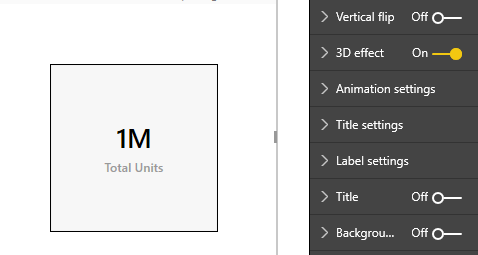 1M
Total Units
Vertical flip Off
3D effect On
Animation settings
Title settings
Label settings
Title Off
Backgrou... Off